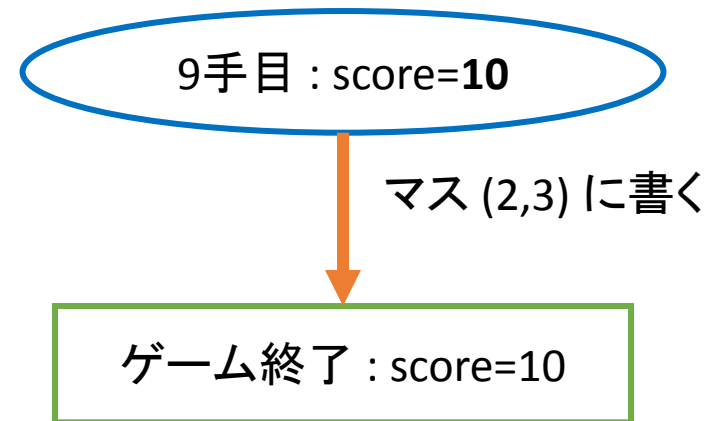 9手目 : score=10
マス (2,3) に書く
ゲーム終了 : score=10